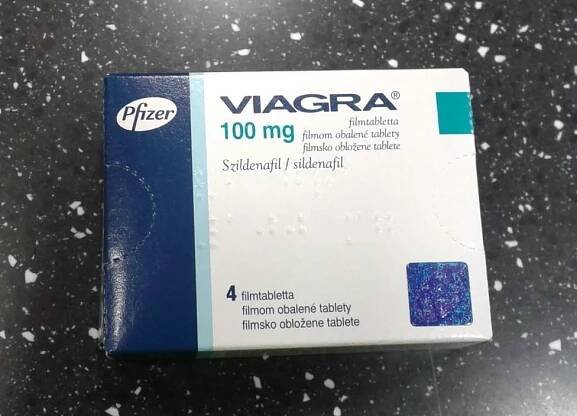 Pfizer
VIAGRA®
100 mg
filmtabletta
filmom obalené tablety
filmsko obložene tablete
Szildenafil / sildenafil
4 filmtabletta
filmom obalené tablety
filmsko obložene tablete